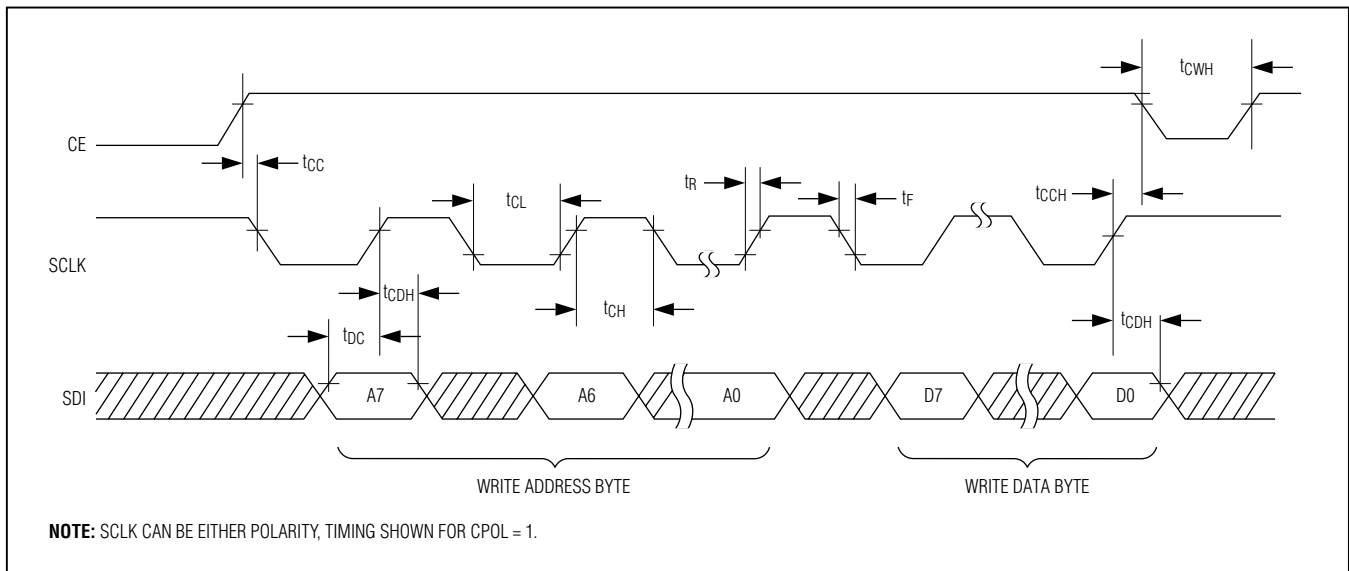 tCWH
CE
tCC
tR
tF
tCCH
tCL
SCLK
tCDH
tCH
tDC
tCDH
SDI
A7
A6
A0
D7
D0
WRITE ADDRESS BYTE
WRITE DATA BYTE
NOTE: SCLK CAN BE EITHER POLARITY, TIMING SHOWN FOR CPOL = 1.